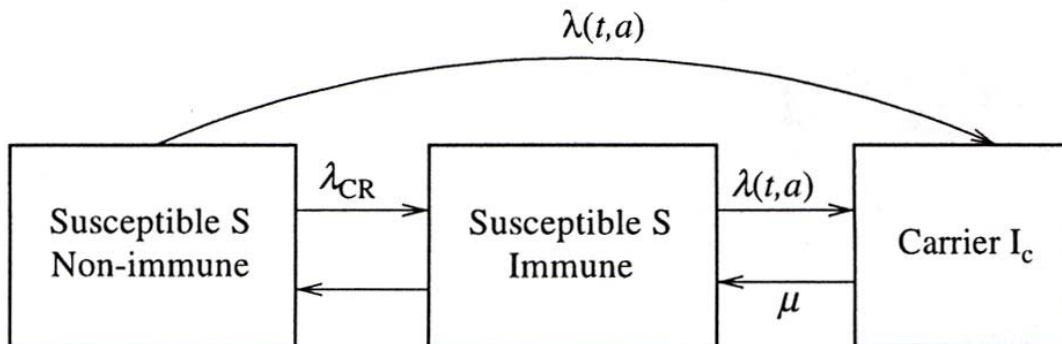 λ(t,a)
Susceptible S
Non-immune
λCR
Susceptible S
Immune
λ(t,a)
μ
Carrier Ic